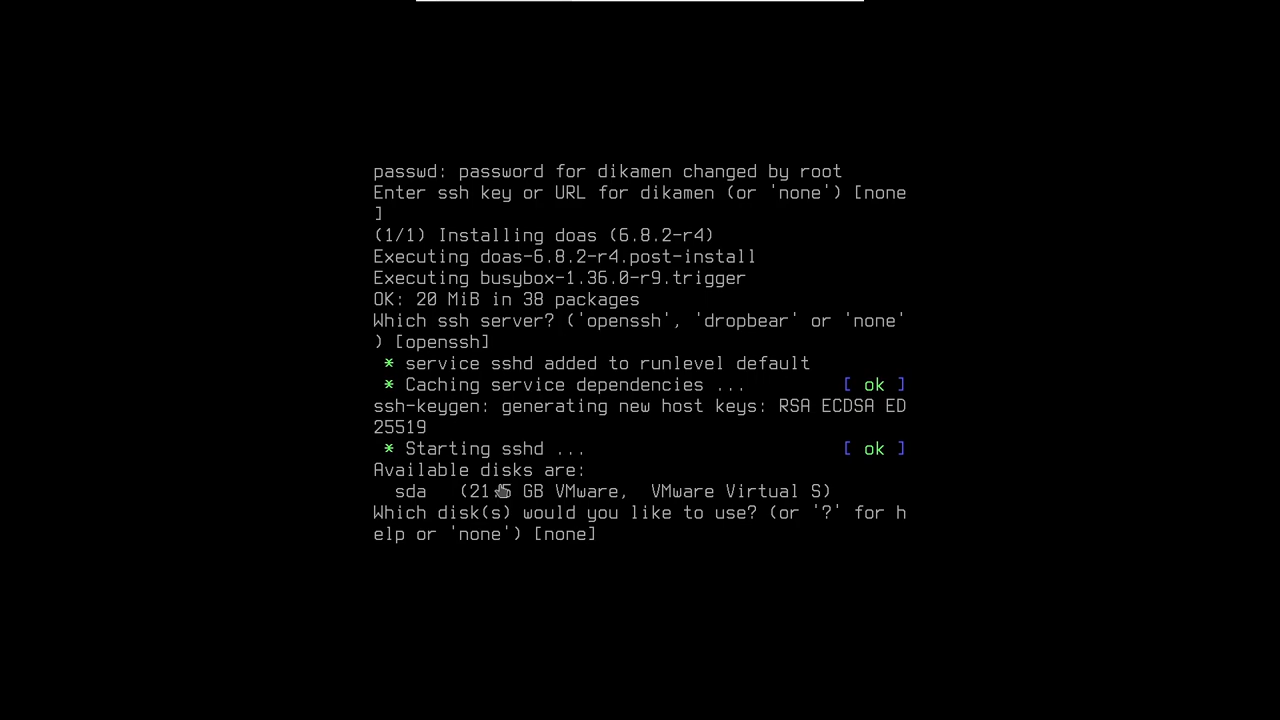 passwd: password for dikamen changed by root
Enter ssh key or URL for dikamen (or 'none') [none
]
(1/1) Installing doas (6.8.2-r4)
Executing doas-6.8.2-r4.post-install
Executing busybox-1.36.0-r9.trigger
OK: 20 MiB in 38 packages
Which ssh server? ('openssh', 'dropbear' or 'none'
) [openssh]
 * service sshd added to runlevel default
 * Caching service dependencies ... [ ok ]
ssh-keygen: generating new host keys: RSA ECDSA ED
25519
 * Starting sshd ... [ ok ]
Available disks are:
  sda (21.5 GB VMware, VMware Virtual S)
Which disk(s) would you like to use? (or '?' for h
elp or 'none') [none]